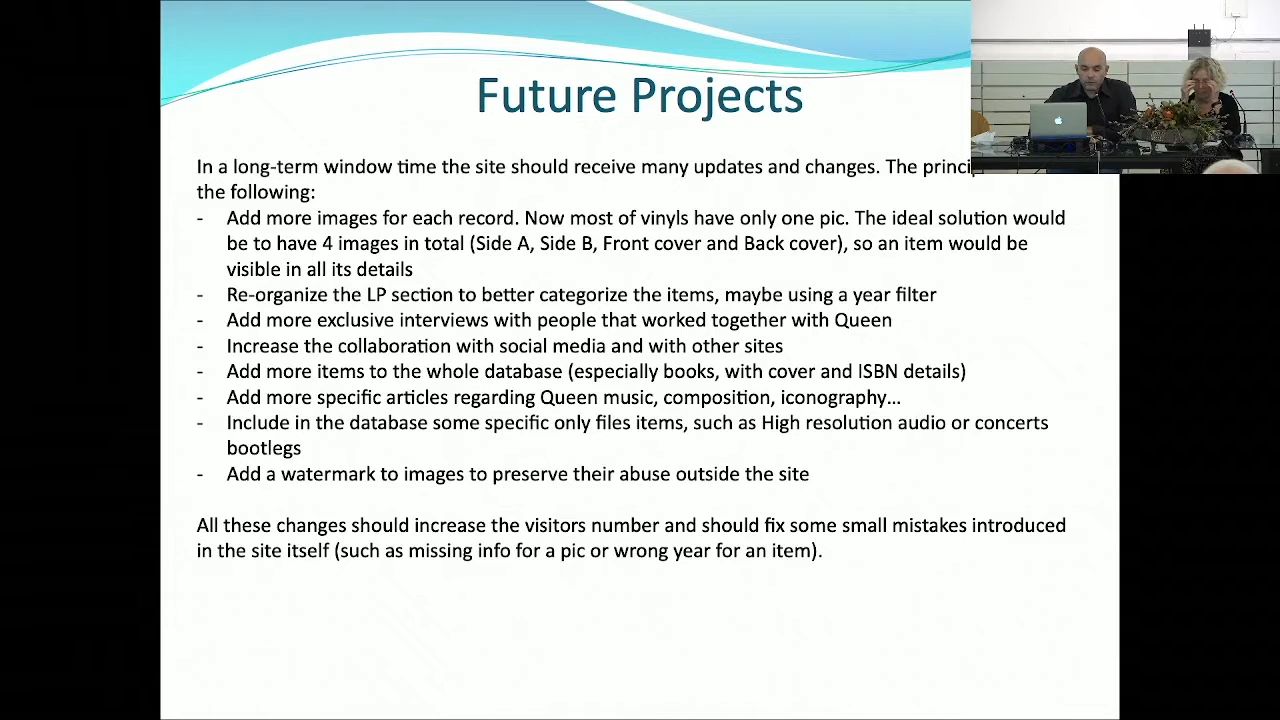 Future Projects
In a long-term window time the site should receive many updates and changes. The
the following:
- Add more images for each record. Now most of vinyls have only one pic. The ideal solution would
be to have 4 images in total (Side A, Side B, Front cover and Back cover), so an item would be
visible in all its details
- Re-organize the LP section to better categorize the items, maybe using a year filter
- Add more exclusive interviews with people that worked together with Queen
- Increase the collaboration with social media and with other sites
- Add more items to the whole database (especially books, with cover and ISBN details)
- Add more specific articles regarding Queen music, composition, iconography...
- Include in the database some specific only files items, such as High resolution audio or concerts
bootlegs
- Add a watermark to images to preserve their abuse outside the site
All these changes should increase the visitors number and should fix some small mistakes introduced
in the site itself (such as missing info for a pic or wrong year for an item).